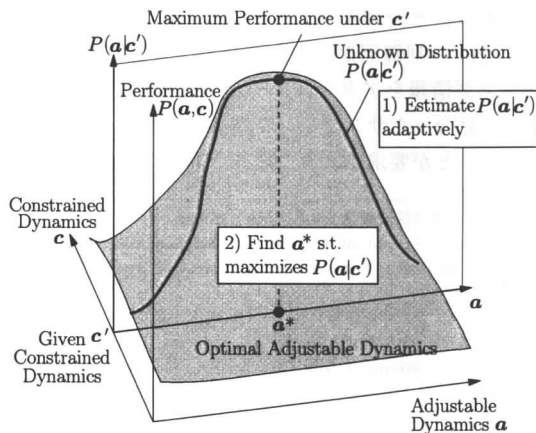 Maximum Performance under c′
P(a|c′)
Unknown Distribution
P(a|c′)
Performance
P(a,c)
1) Estimate P(a|c′)
adaptively
Constrained
Dynamics
c
2) Find a* s.t.
maximizes P(a|c′)
a
Given c′
Constrained
Dynamics
a*
Optimal Adjustable Dynamics
Adjustable
Dynamics a